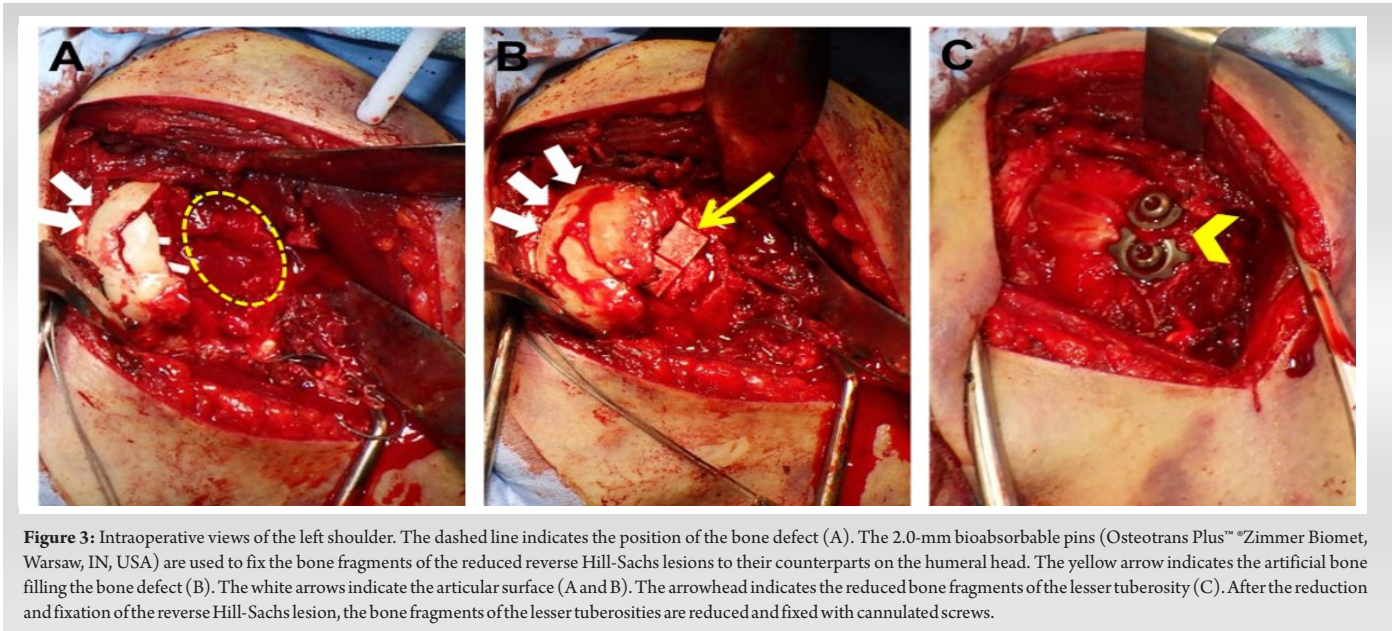 A
B
C
Figure 3: Intraoperative views of the left shoulder. The dashed line indicates the position of the bone defect (A). The 2.0-mm bioabsorbable pins (Osteotrans Plus™ ®Zimmer Biomet,
Warsaw, IN, USA) are used to fix the bone fragments of the reduced reverse Hill-Sachs lesions to their counterparts on the humeral head. The yellow arrow indicates the artificial bone
filling the bone defect (B). The white arrows indicate the articular surface (A and B). The arrowhead indicates the reduced bone fragments of the lesser tuberosity (C). After the reduction
and fixation of the reverse Hill-Sachs lesion, the bone fragments of the lesser tuberosities are reduced and fixed with cannulated screws.